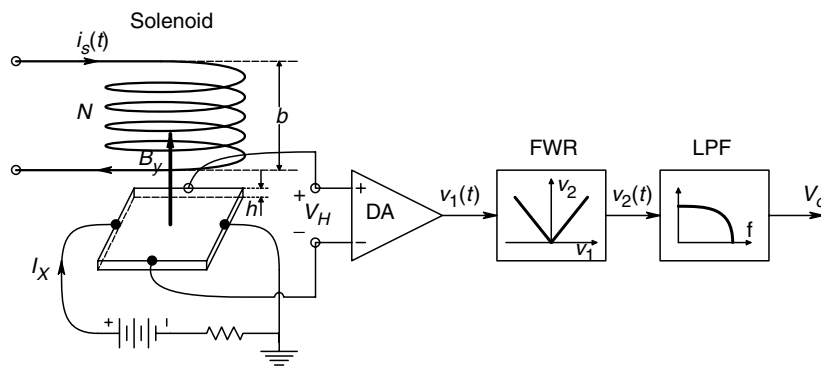 Solenoid
i_s(t)
N
b
B_y
h
+
V_H
−
+
DA
−
v_1(t)
FWR
v_2
v_1
v_2(t)
LPF
f
V_o
I_X
+